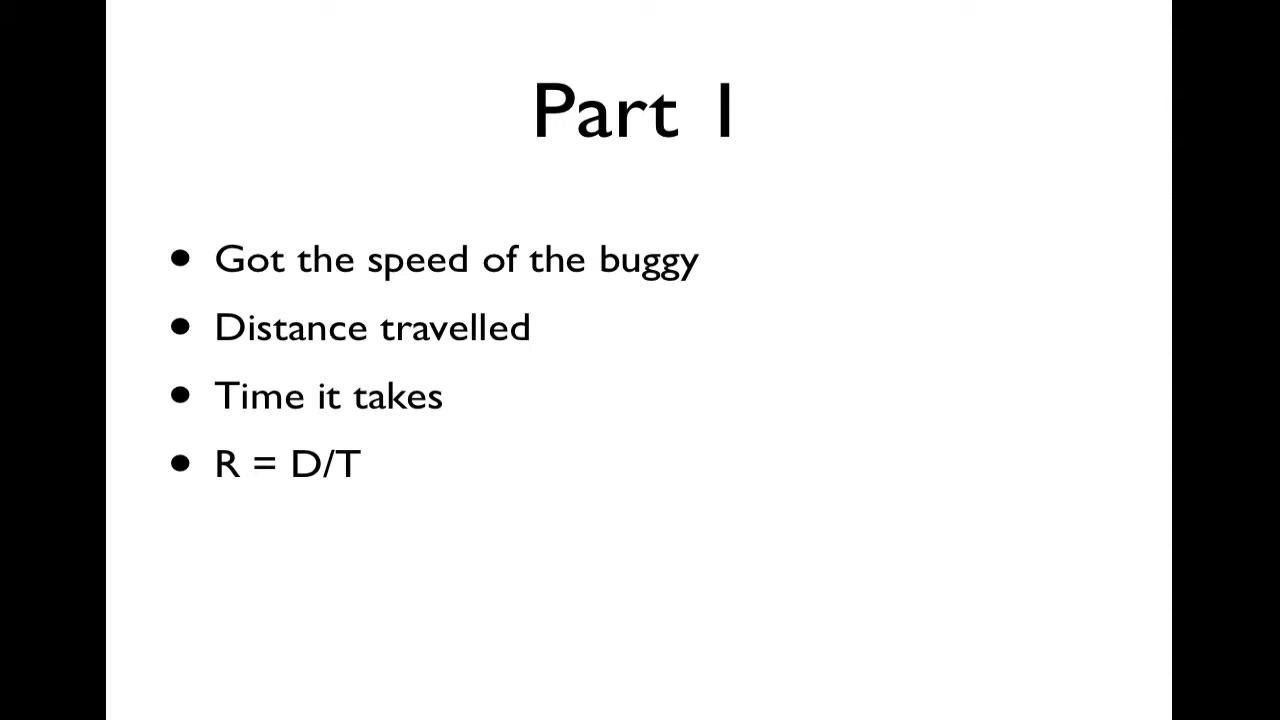 Part 1
• Got the speed of the buggy
• Distance travelled
• Time it takes
• R = D/T